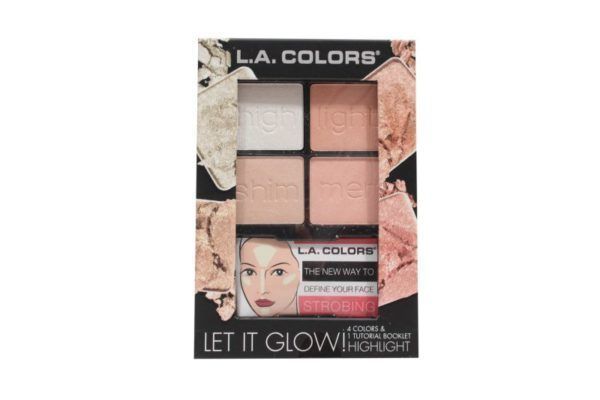 L.A. COLORS®
high light
shim mer
L.A. COLORS®
THE NEW WAY TO
DEFINE YOUR FACE
STROBING
LET IT GLOW!
4 COLORS &
1 TUTORIAL BOOKLET
HIGHLIGHT